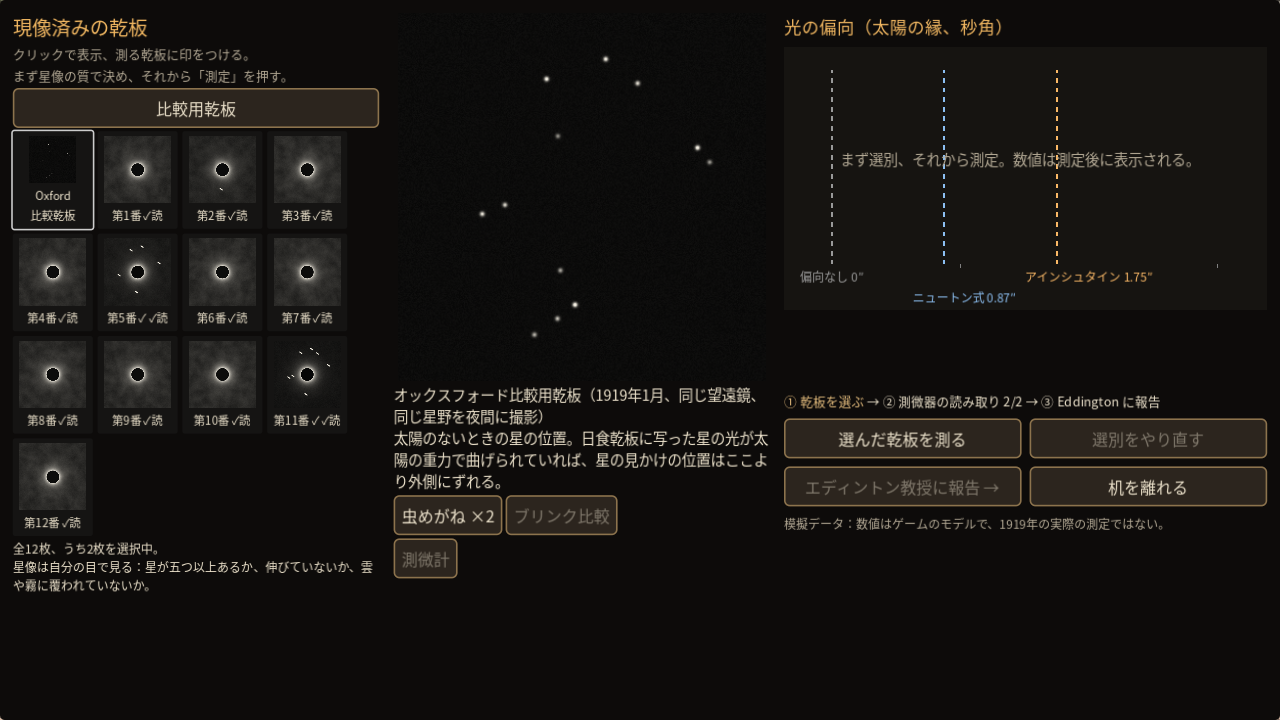 現像済みの乾板
クリックで表示、測る乾板に印をつける。
まず星像の質で決め、それから「測定」を押す。
比較用乾板
Oxford
比較乾板
第1番✓読
第2番✓読
第3番✓読
第4番✓読
第5番✓✓読
第6番✓読
第7番✓読
第8番✓読
第9番✓読
第10番✓読
第11番✓✓読
第12番✓読
全12枚、うち2枚を選択中。
星像は自分の目で見る：星が五つ以上あるか、伸びていないか、雲
や霧に覆われていないか。
オックスフォード比較用乾板（1919年1月、同じ望遠鏡、
同じ星野を夜間に撮影）
太陽のないときの星の位置。日食乾板に写った星の光が太
陽の重力で曲げられていれば、星の見かけの位置はここよ
り外側にずれる。
虫めがね ×2
ブリンク比較
測微計
光の偏向（太陽の縁、秒角）
まず選別、それから測定。数値は測定後に表示される。
偏向なし 0″
アインシュタイン 1.75″
ニュートン式 0.87″
① 乾板を選ぶ → ② 測微器の読み取り 2/2 → ③ Eddington に報告
選んだ乾板を測る
選別をやり直す
エディントン教授に報告 →
机を離れる
模擬データ：数値はゲームのモデルで、1919年の実際の測定ではない。